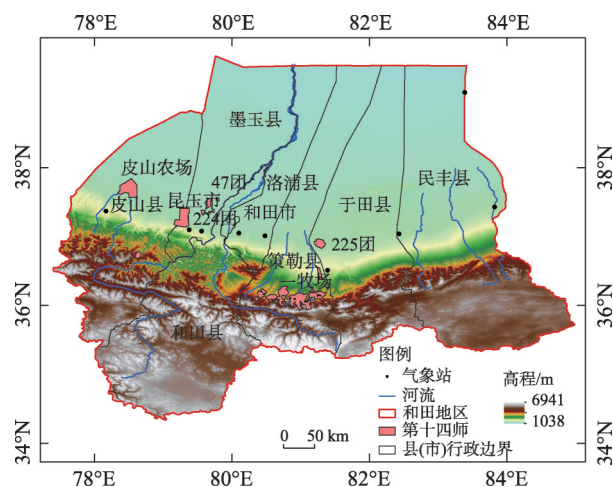 78°E 80°E 82°E 84°E
38°N
36°N
34°N
38°N
36°N
34°N
墨玉县
皮山农场
47团
洛浦县
民丰县
昆玉市
皮山县
224团
和田市
于田县
225团
策勒县
一牧场
和田县
图例
气象站
河流
和田地区
第十四师
县(市)行政边界
高程/m
6941
1038
0 50 km
78°E 80°E 82°E 84°E